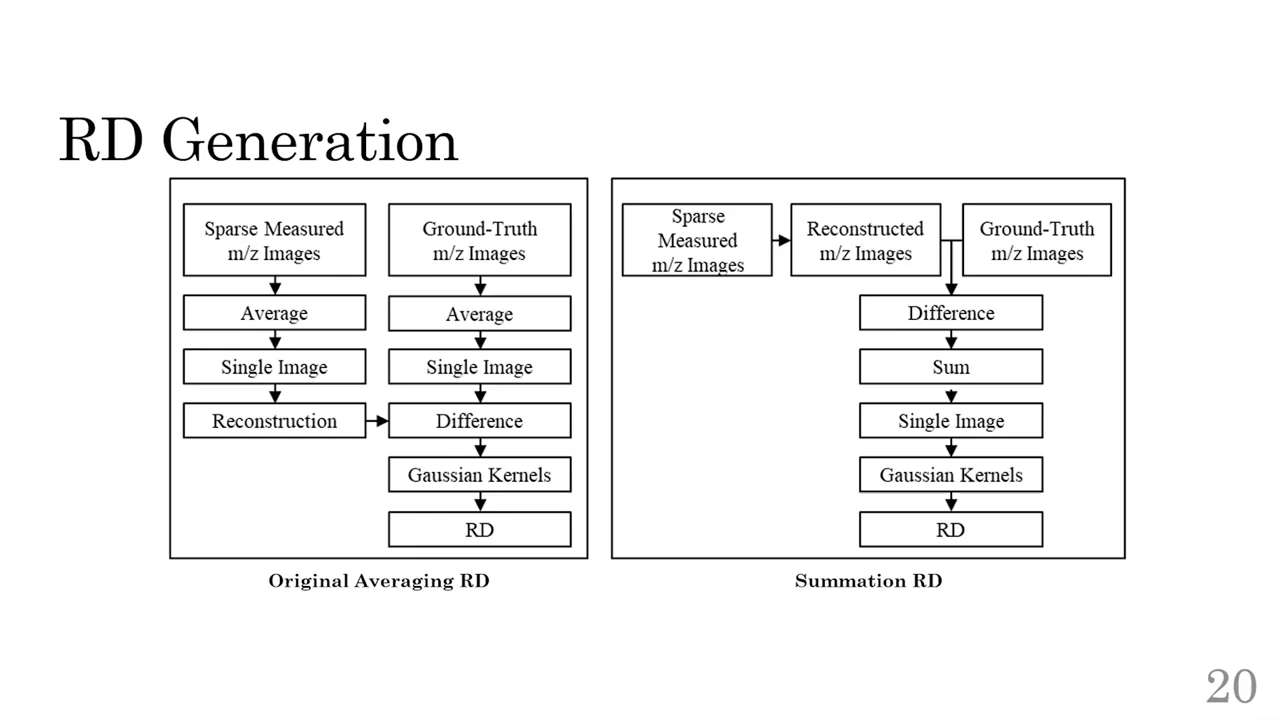 RD Generation
Sparse Measured
m/z Images
Ground-Truth
m/z Images
Average
Average
Single Image
Single Image
Reconstruction
Difference
Gaussian Kernels
RD
Original Averaging RD
Sparse
Measured
m/z Images
Reconstructed
m/z Images
Ground-Truth
m/z Images
Difference
Sum
Single Image
Gaussian Kernels
RD
Summation RD
20